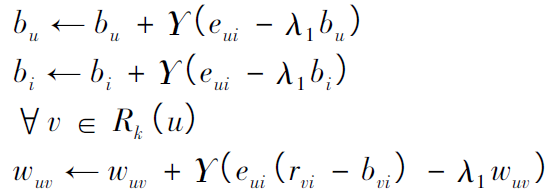 b_u ← b_u + ϒ(e_ui − λ_1 b_u)
b_i ← b_i + ϒ(e_ui − λ_1 b_i)
∀ v ∈ R_k(u)
w_uv ← w_uv + ϒ(e_ui(r_vi − b_vi) − λ_1 w_uv)